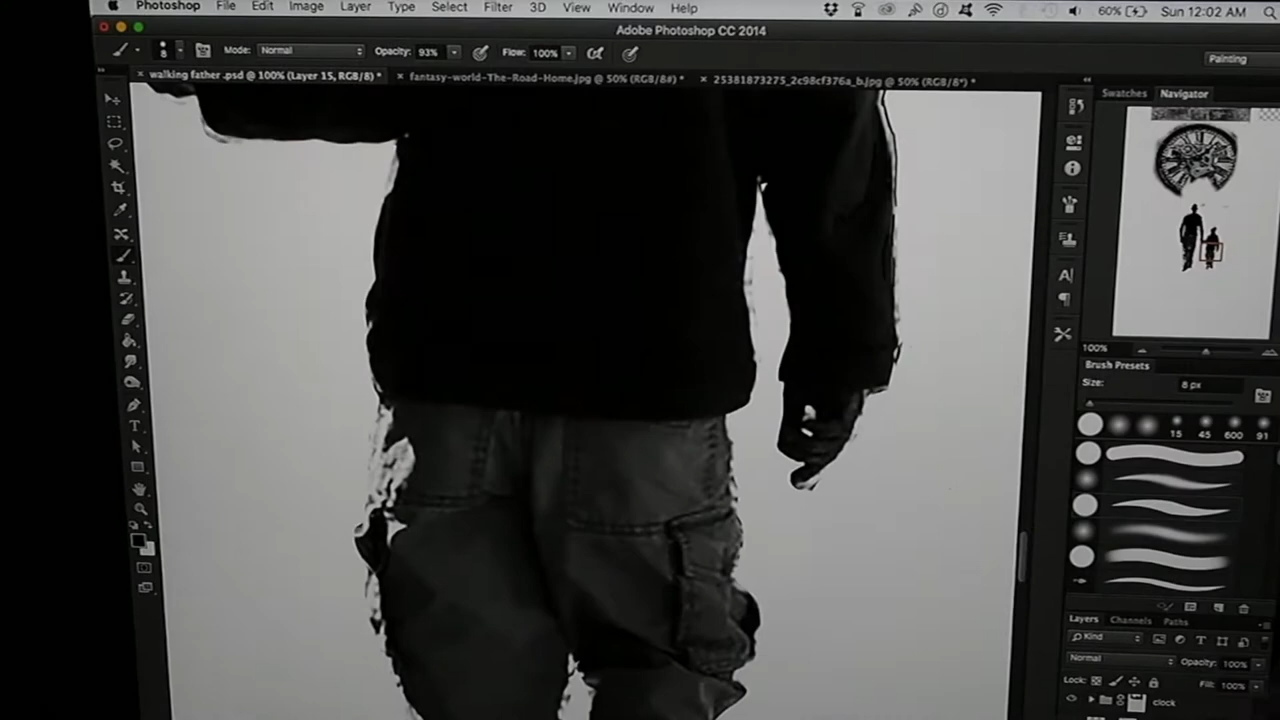 Photoshop File Edit Image Layer Type Select Filter 3D View Window Help 60% Sun 12:02 AM
Adobe Photoshop CC 2014
8 Mode: Normal Opacity: 93% Flow: 100% Painting
× walking father .psd @ 100% (Layer 15, RGB/8) * × fantasy-world-The-Road-Home.jpg @ 50% (RGB/8#) * × 25381873275_2c98cf376a_b.jpg @ 50% (RGB/8*) *
Swatches Navigator
100%
Brush Presets
Size: 8 px
15 45 600 91
Layers Channels Paths
Kind
Normal Opacity: 100%
Lock: Fill: 100%
clock